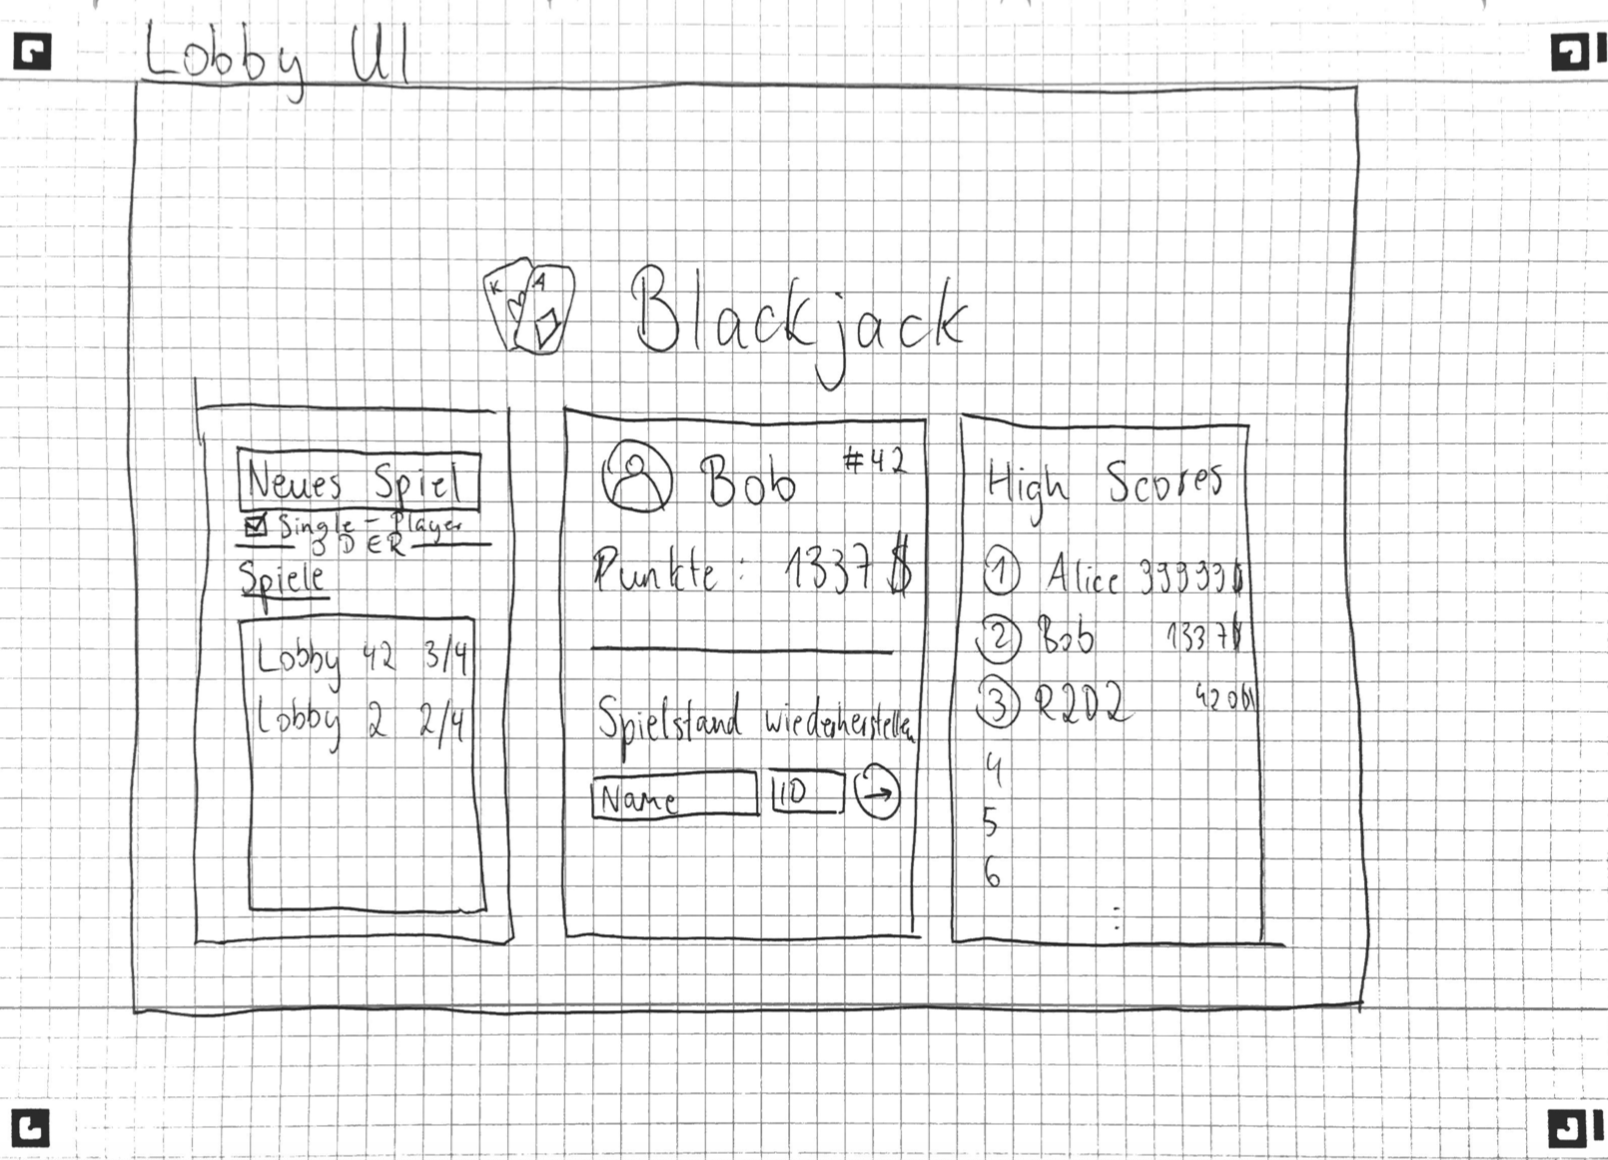 Lobby UI
K A
Blackjack
Neues Spiel
Single-Player
ODER
Spiele
Lobby 42 3/4
Lobby 2 2/4
Bob #42
Punkte: 1337 $
Spielstand wiederherstellen
Name ID →
High Scores
1 Alice 99999$
2 Bob 1337$
3 R2D2 420$
4
5
6
⋮